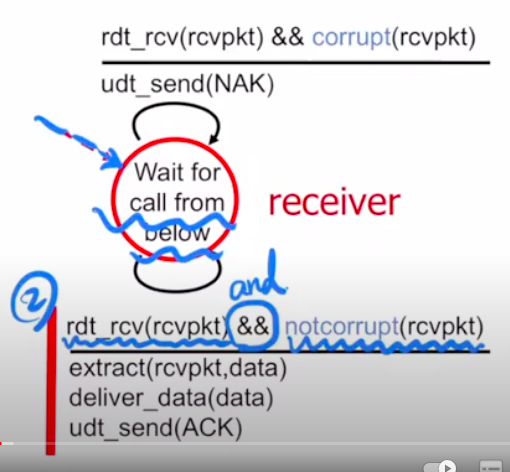 rdt_rcv(rcvpkt) && corrupt(rcvpkt)
udt_send(NAK)
Wait for
call from
below
receiver
and
2
rdt_rcv(rcvpkt) && notcorrupt(rcvpkt)
extract(rcvpkt,data)
deliver_data(data)
udt_send(ACK)